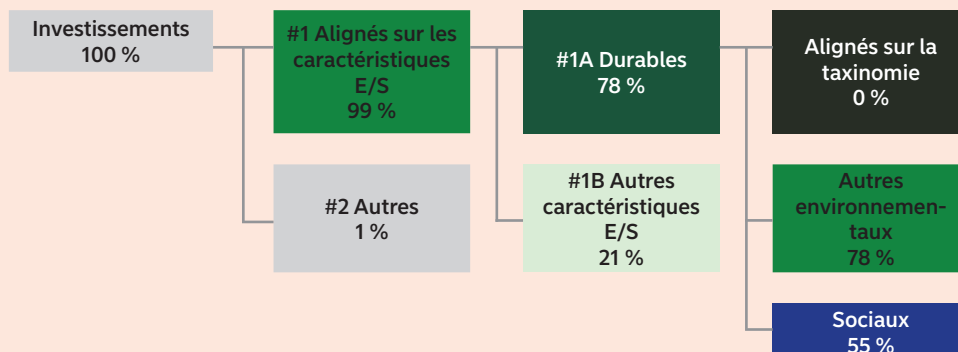 Investissements
100 %
#1 Alignés sur les
caractéristiques
E/S
99 %
#1A Durables
78 %
Alignés sur la
taxinomie
0 %
#2 Autres
1 %
#1B Autres
caractéristiques
E/S
21 %
Autres
environnemen-
taux
78 %
Sociaux
55 %